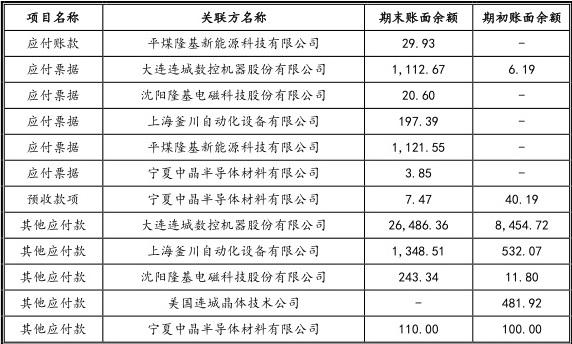 项目名称 关联方名称 期末账面余额 期初账面余额
应付账款 平煤隆基新能源科技有限公司 29.93 -
应付票据 大连连城数控机器股份有限公司 1,112.67 6.19
应付票据 沈阳隆基电磁科技股份有限公司 20.60 -
应付票据 上海釜川自动化设备有限公司 197.39 -
应付票据 平煤隆基新能源科技有限公司 1,121.55 -
应付票据 宁夏中晶半导体材料有限公司 3.85 -
预收款项 宁夏中晶半导体材料有限公司 7.47 40.19
其他应付款 大连连城数控机器股份有限公司 26,486.36 8,454.72
其他应付款 上海釜川自动化设备有限公司 1,348.51 532.07
其他应付款 沈阳隆基电磁科技股份有限公司 243.34 11.80
其他应付款 美国连城晶体技术公司 - 481.92
其他应付款 宁夏中晶半导体材料有限公司 110.00 100.00